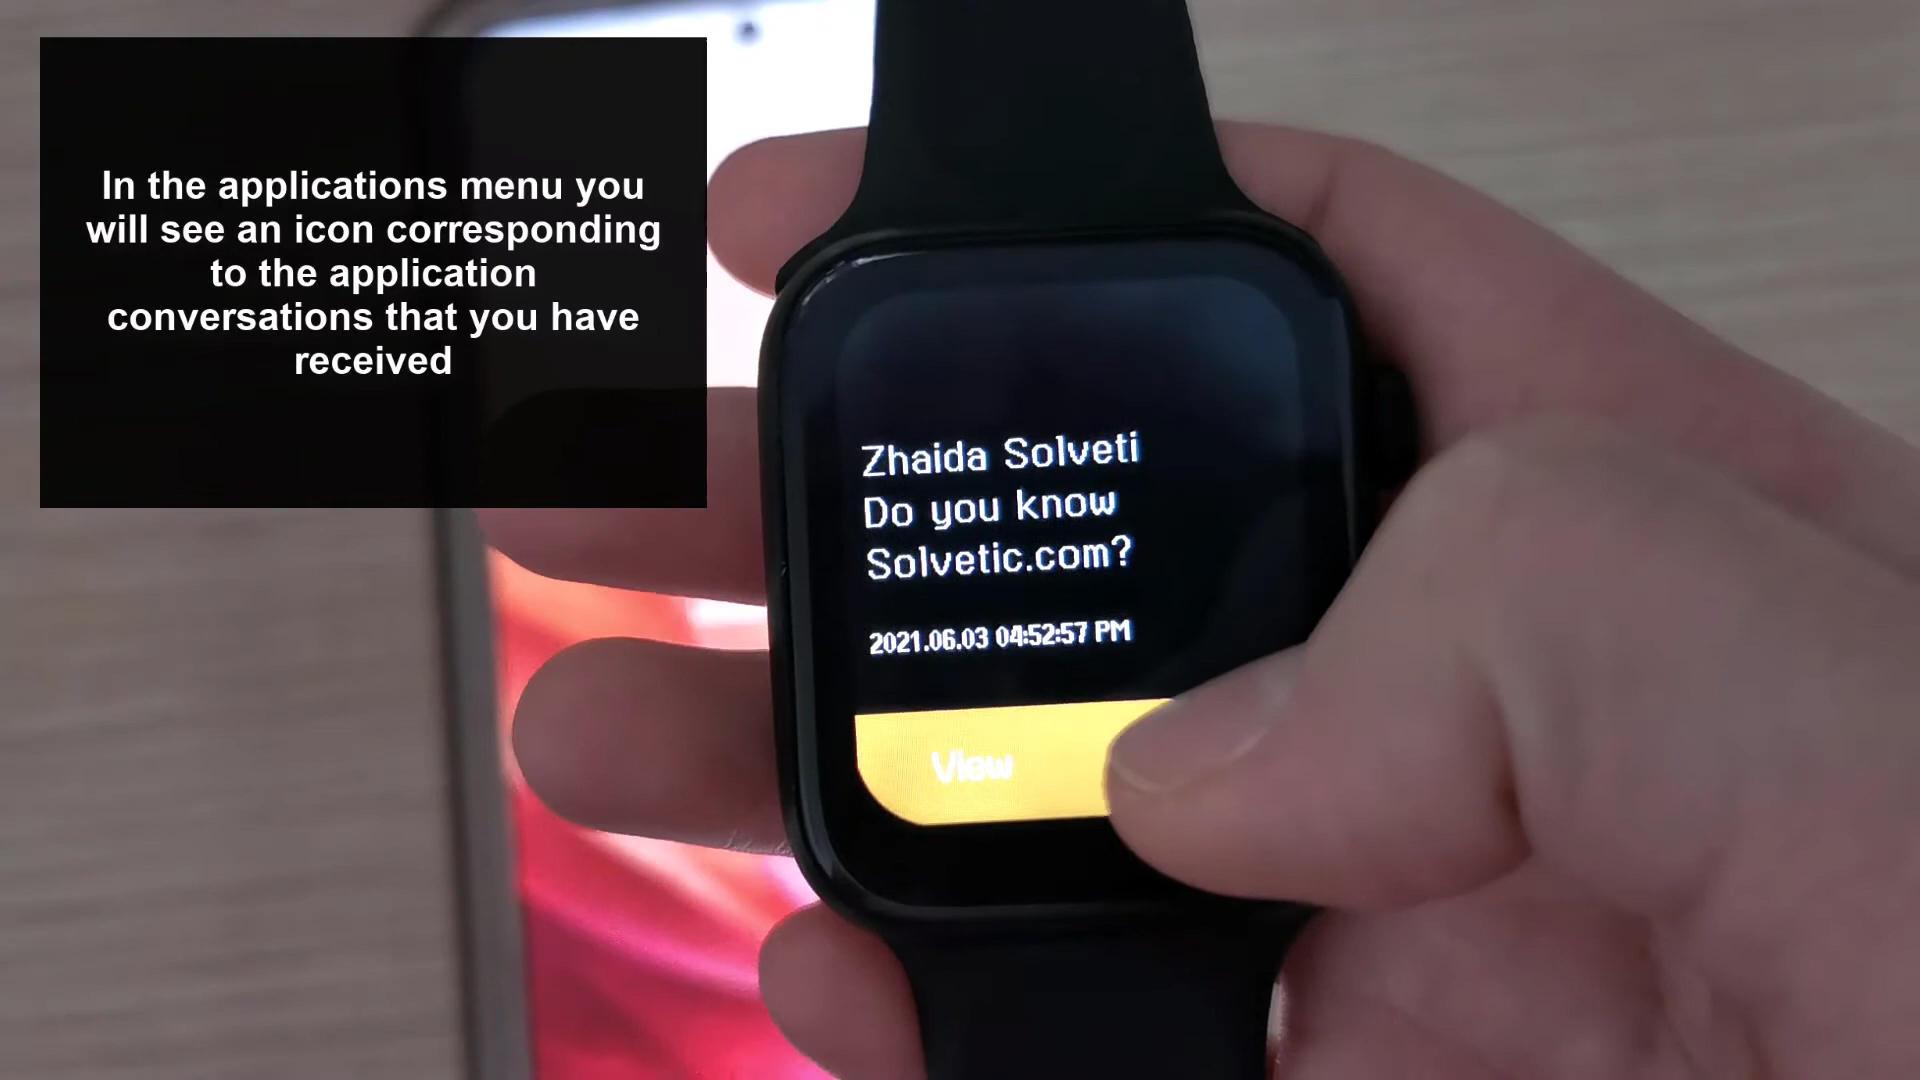 In the applications menu you
will see an icon corresponding
to the application
conversations that you have
received
Zhaida Solveti
Do you know
Solvetic.com?
2021.06.03 04:52:57 PM
View